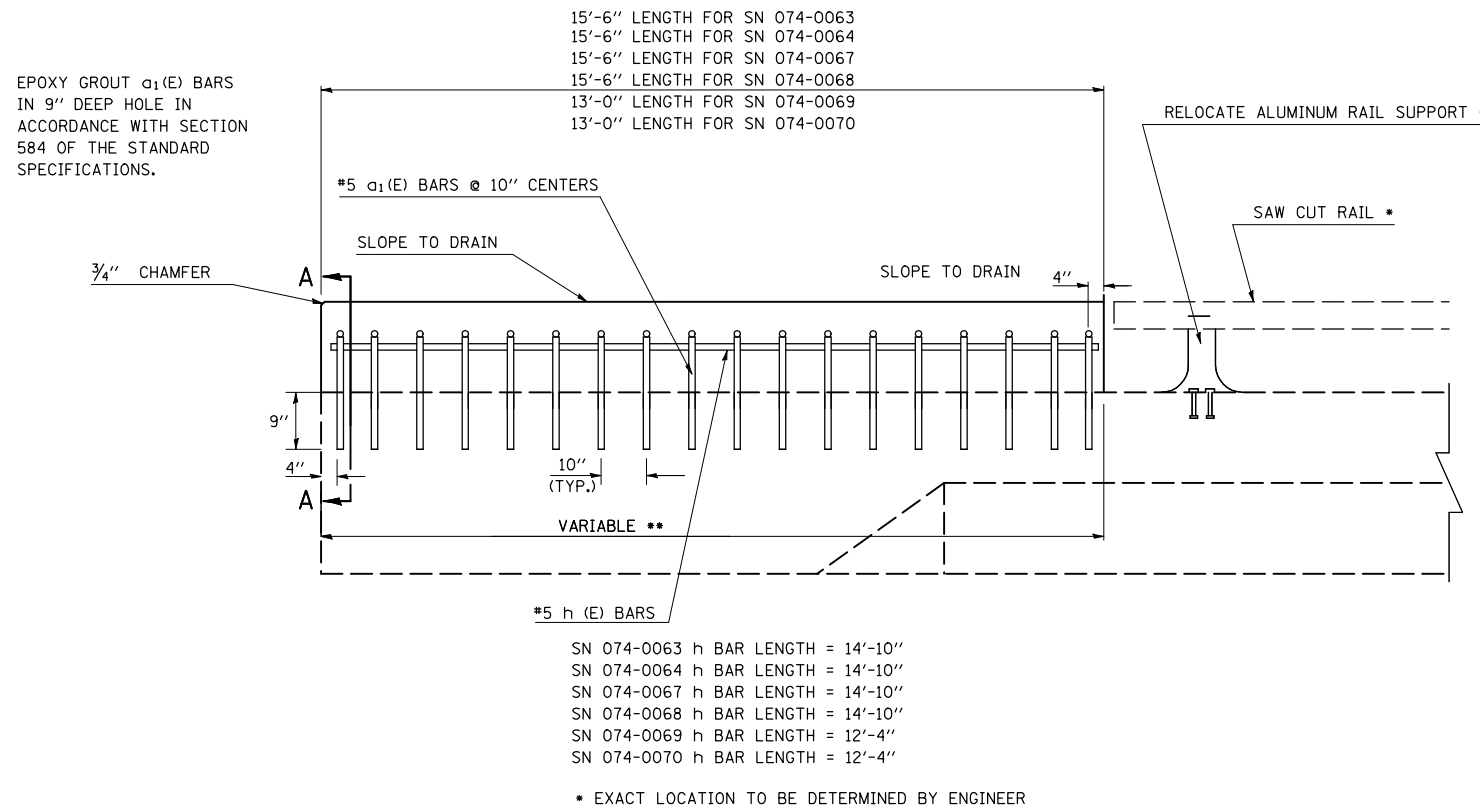 15'-6'' LENGTH FOR SN 074-0063
15'-6'' LENGTH FOR SN 074-0064
15'-6'' LENGTH FOR SN 074-0067
15'-6'' LENGTH FOR SN 074-0068
13'-0'' LENGTH FOR SN 074-0069
13'-0'' LENGTH FOR SN 074-0070
EPOXY GROUT a₁(E) BARS
IN 9'' DEEP HOLE IN
ACCORDANCE WITH SECTION
584 OF THE STANDARD
SPECIFICATIONS.
RELOCATE ALUMINUM RAIL SUPPORT
#5 a₁(E) BARS @ 10'' CENTERS
SAW CUT RAIL *
SLOPE TO DRAIN
¾'' CHAMFER
A
SLOPE TO DRAIN
4''
9''
4''
10''
(TYP.)
A
VARIABLE **
#5 h (E) BARS
SN 074-0063 h BAR LENGTH = 14'-10''
SN 074-0064 h BAR LENGTH = 14'-10''
SN 074-0067 h BAR LENGTH = 14'-10''
SN 074-0068 h BAR LENGTH = 14'-10''
SN 074-0069 h BAR LENGTH = 12'-4''
SN 074-0070 h BAR LENGTH = 12'-4''
* EXACT LOCATION TO BE DETERMINED BY ENGINEER